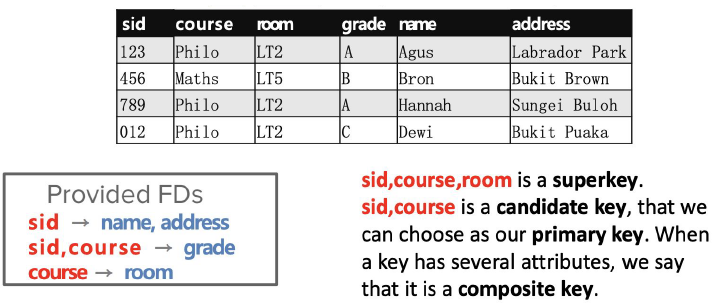 sid course room grade name address
123 Philo LT2 A Agus Labrador Park
456 Maths LT5 B Bron Bukit Brown
789 Philo LT2 A Hannah Sungei Buloh
012 Philo LT2 C Dewi Bukit Puaka
Provided FDs
sid → name, address
sid,course → grade
course → room
sid,course,room is a superkey.
sid,course is a candidate key, that we
can choose as our primary key. When
a key has several attributes, we say
that it is a composite key.